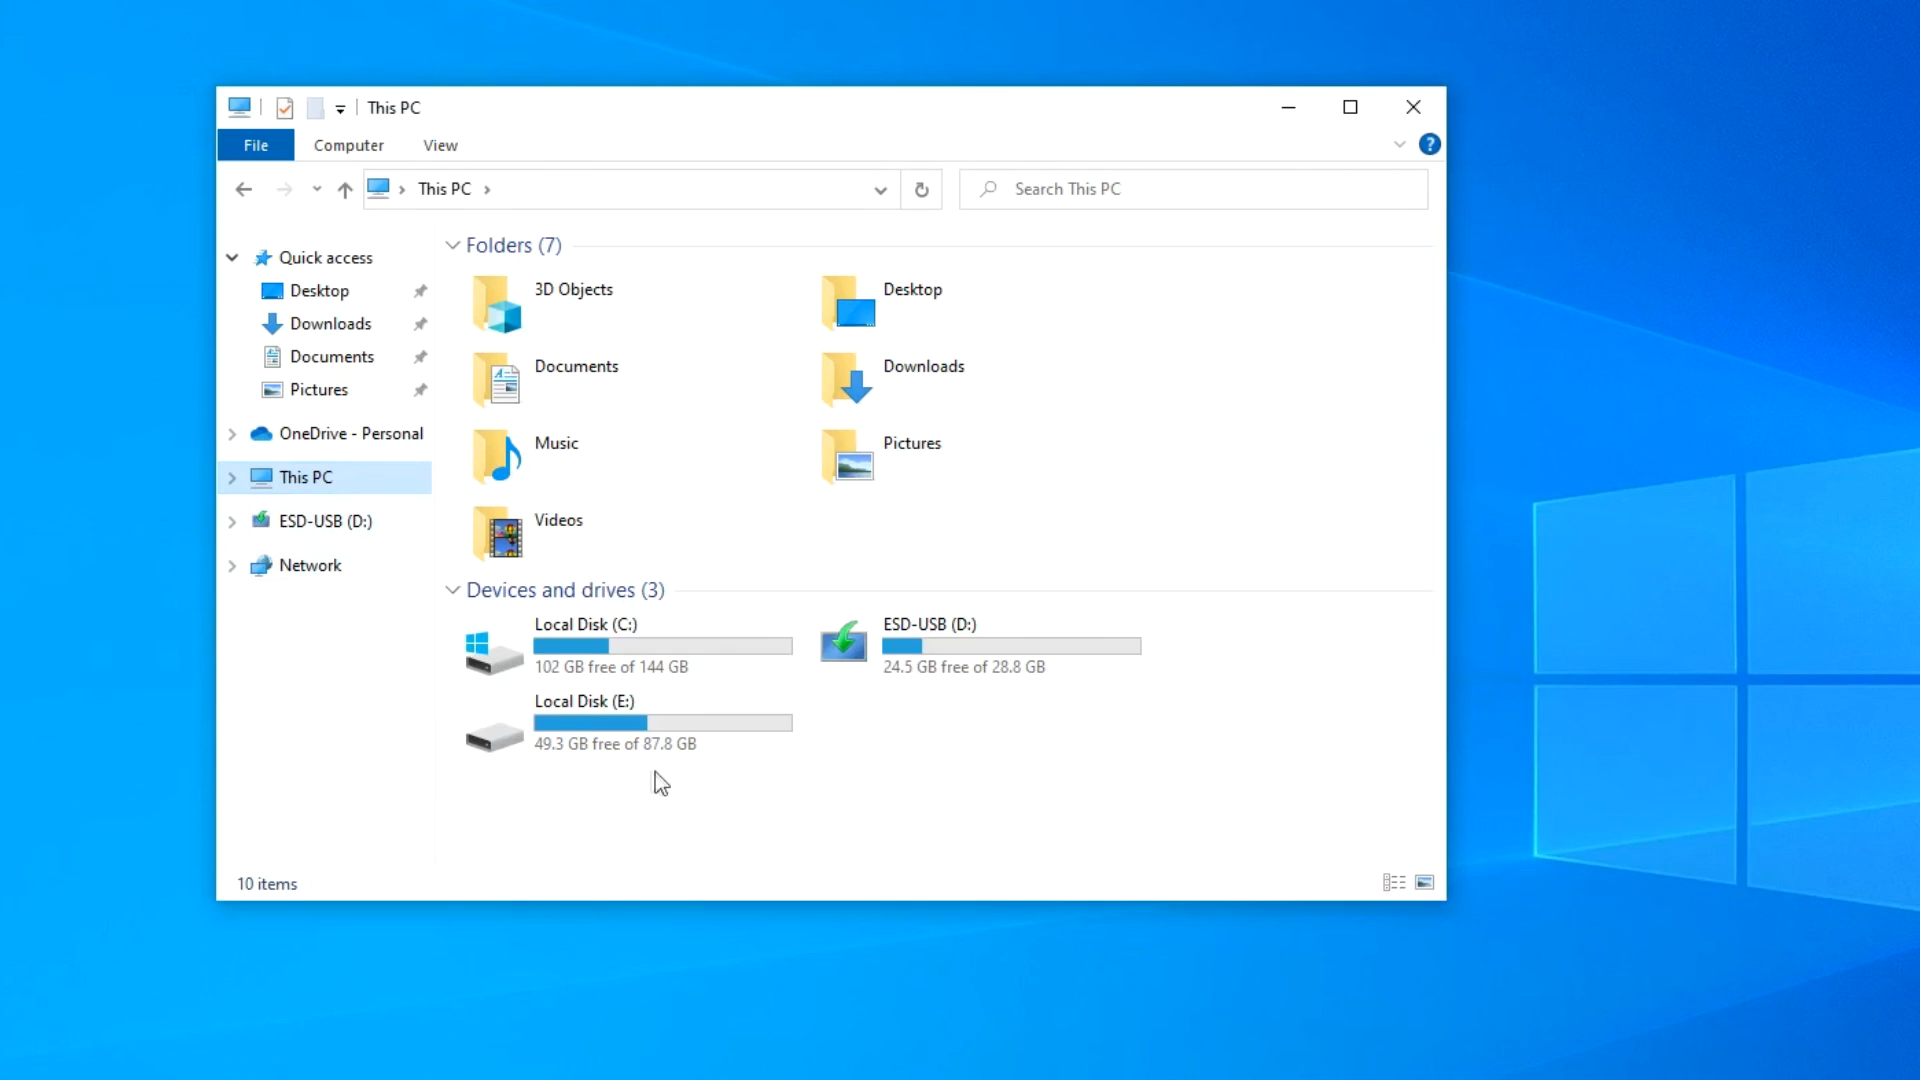 This PC
File Computer View
?
This PC
Search This PC
Quick access
Desktop
Downloads
Documents
Pictures
OneDrive - Personal
This PC
ESD-USB (D:)
Network
Folders (7)
3D Objects
Desktop
Documents
Downloads
Music
Pictures
Videos
Devices and drives (3)
Local Disk (C:)
102 GB free of 144 GB
ESD-USB (D:)
24.5 GB free of 28.8 GB
Local Disk (E:)
49.3 GB free of 87.8 GB
10 items